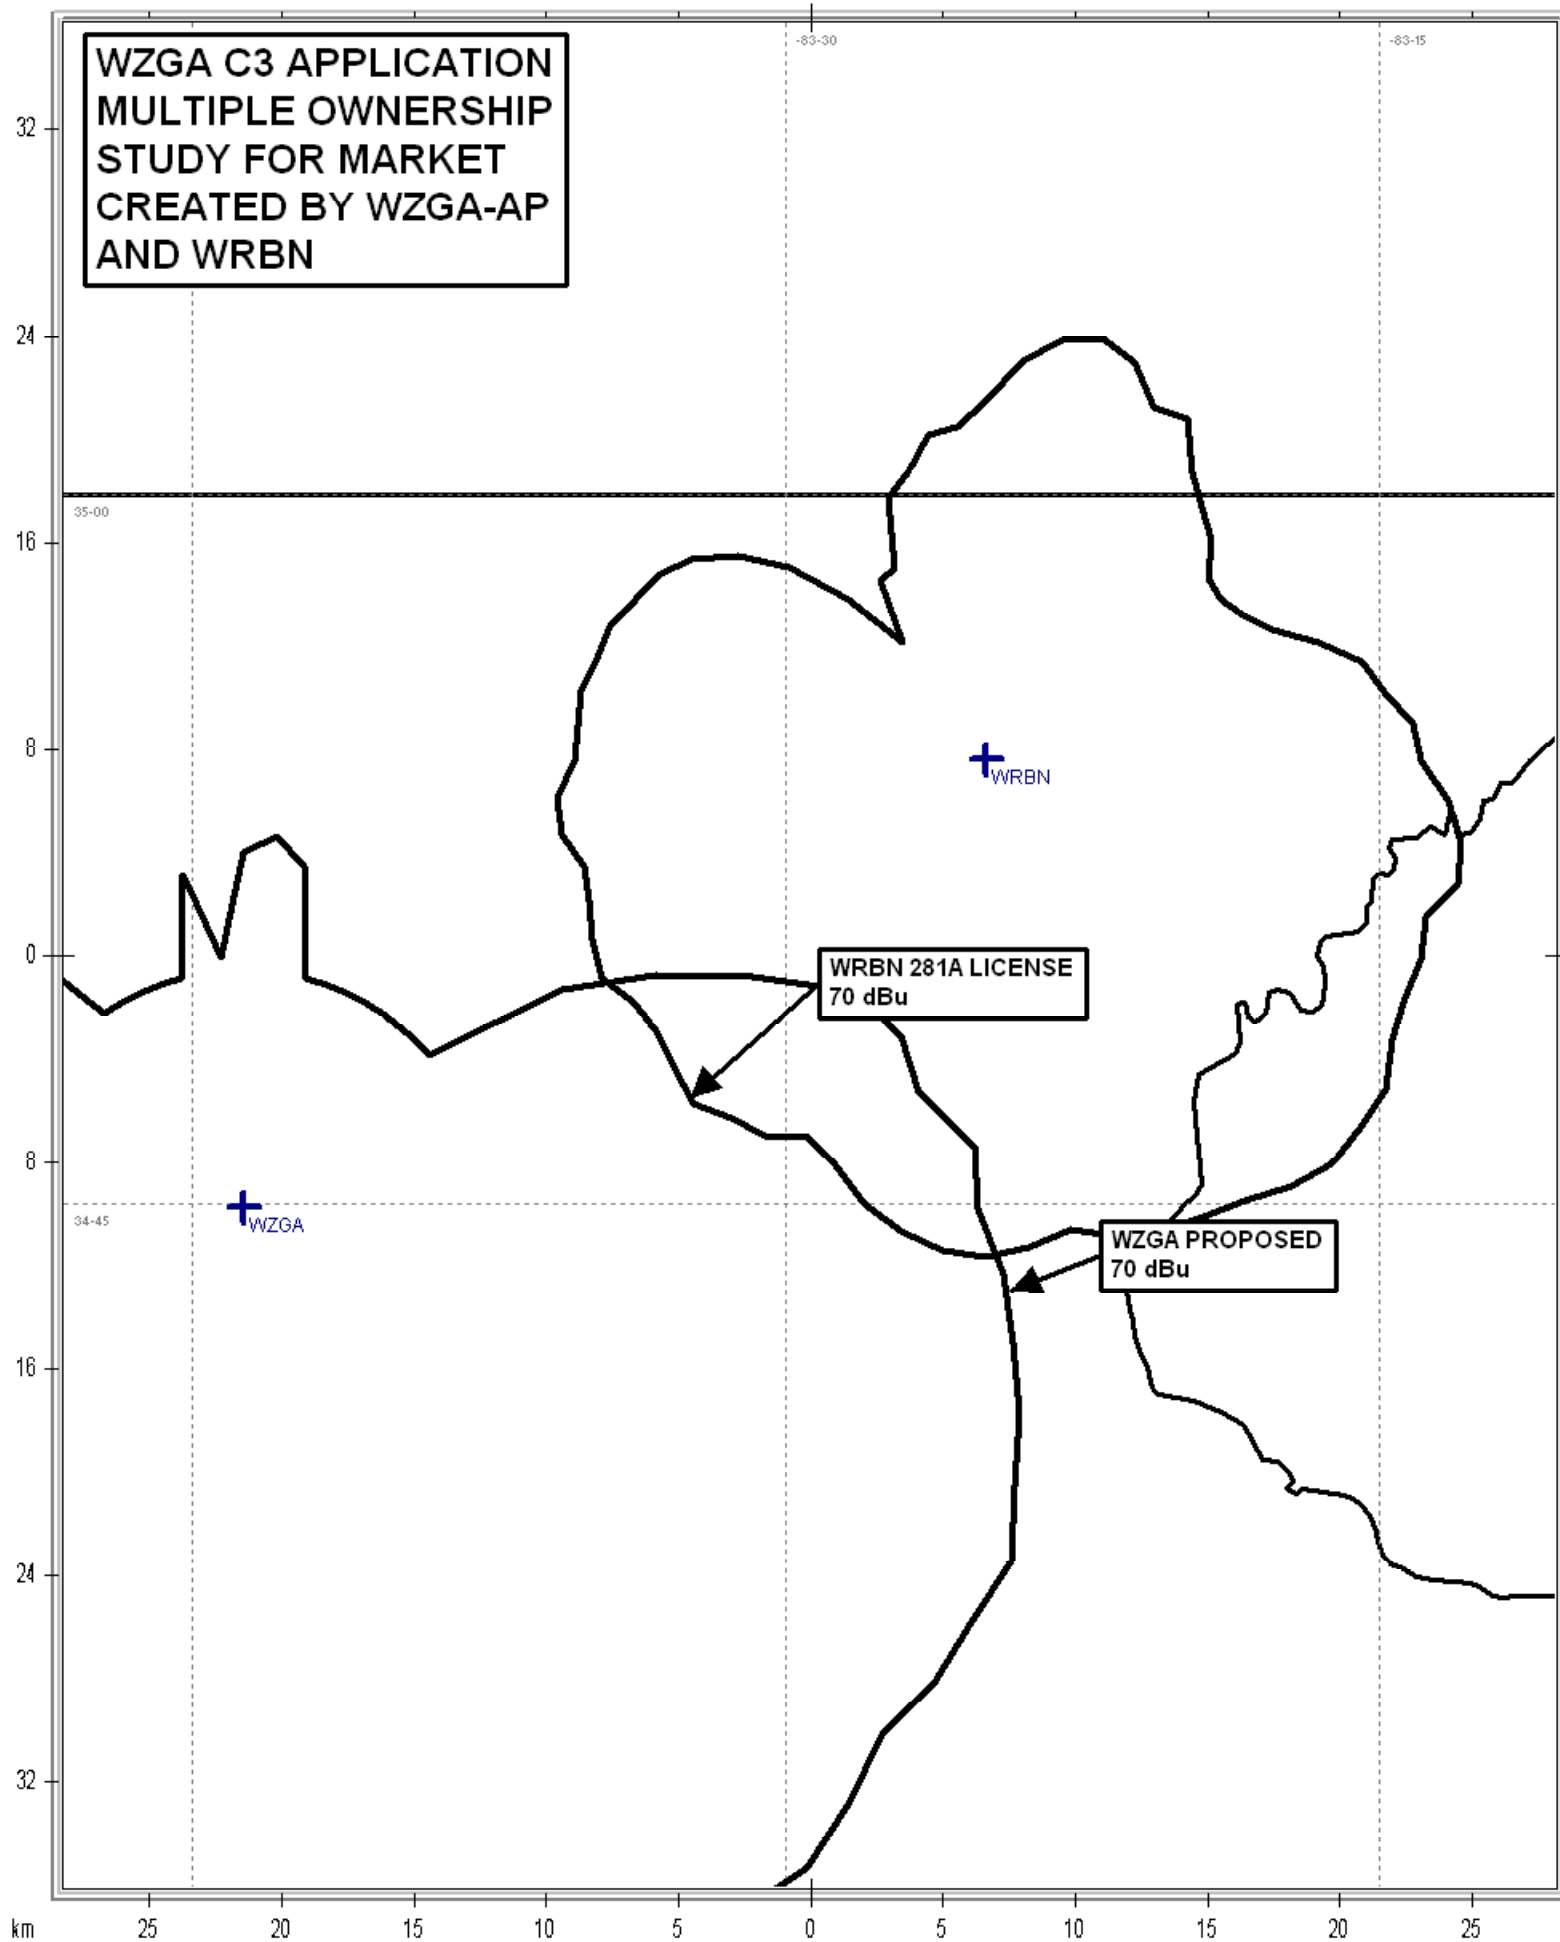 -83-30
-83-15
WZGA C3 APPLICATION
MULTIPLE OWNERSHIP
STUDY FOR MARKET
CREATED BY WZGA-AP
AND WRBN
32
24
35-00
16
8
WRBN
0
WRBN 281A LICENSE
70 dBu
8
34-45
WZGA
WZGA PROPOSED
70 dBu
16
24
32
km 25 20 15 10 5 0 5 10 15 20 25